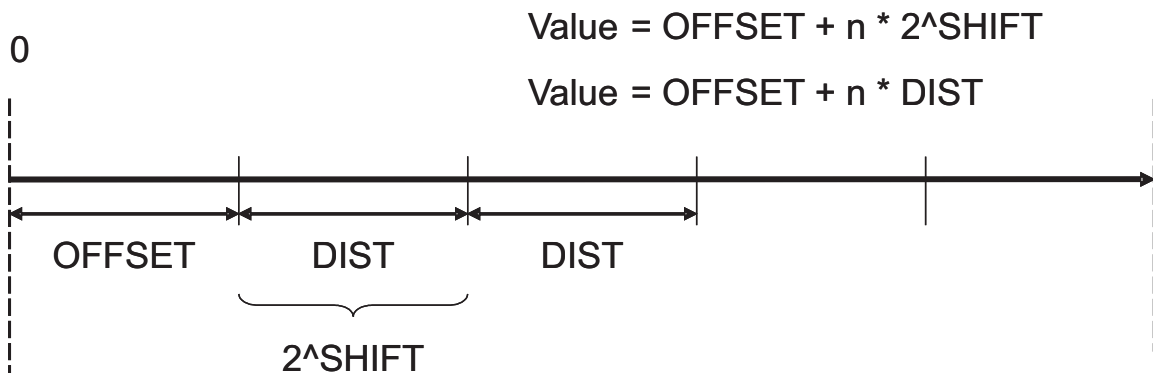 Value = OFFSET + n * 2^SHIFT
0
Value = OFFSET + n * DIST
OFFSET DIST DIST
2^SHIFT